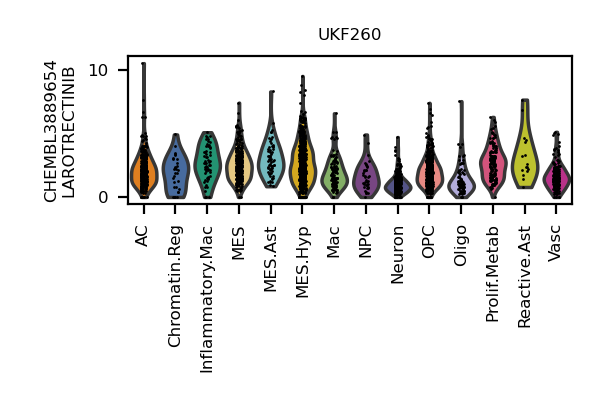 UKF260
CHEMBL3889654
LAROTRECTINIB
10
0
AC
Chromatin.Reg
Inflammatory.Mac
MES
MES.Ast
MES.Hyp
Mac
NPC
Neuron
OPC
Oligo
Prolif.Metab
Reactive.Ast
Vasc